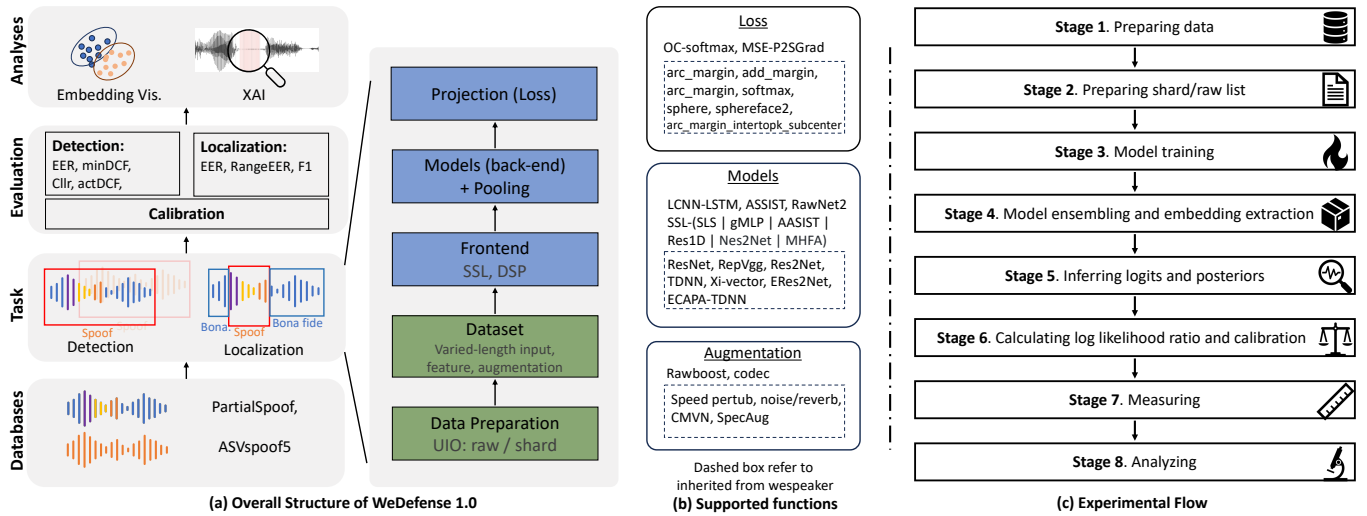 Analyses
Embedding Vis.
XAI
Evaluation
Detection:
EER, minDCF,
Cllr, actDCF,
Localization:
EER, RangeEER, F1
Calibration
Task
Spoof
Spoof
Detection
Bona:
Spoof
Bona fide
Localization
Databases
PartialSpoof,
ASVspoof5
Projection (Loss)
Models (back-end)
+ Pooling
Frontend
SSL, DSP
Dataset
Varied-length input,
feature, augmentation
Data Preparation
UIO: raw / shard
(a) Overall Structure of WeDefense 1.0
Loss
OC-softmax, MSE-P2SGrad
arc_margin, add_margin,
arc_margin, softmax,
sphere, sphereface2,
arc_margin_intertopk_subcenter
Models
LCNN-LSTM, ASSIST, RawNet2
SSL-(SLS | gMLP | AASIST |
Res1D | Nes2Net | MHFA)
ResNet, RepVgg, Res2Net,
TDNN, Xi-vector, ERes2Net,
ECAPA-TDNN
Augmentation
Rawboost, codec
Speed pertub, noise/reverb,
CMVN, SpecAug
Dashed box refer to
inherited from wespeaker
(b) Supported functions
Stage 1. Preparing data
Stage 2. Preparing shard/raw list
Stage 3. Model training
Stage 4. Model ensembling and embedding extraction
Stage 5. Inferring logits and posteriors
Stage 6. Calculating log likelihood ratio and calibration
Stage 7. Measuring
Stage 8. Analyzing
(c) Experimental Flow